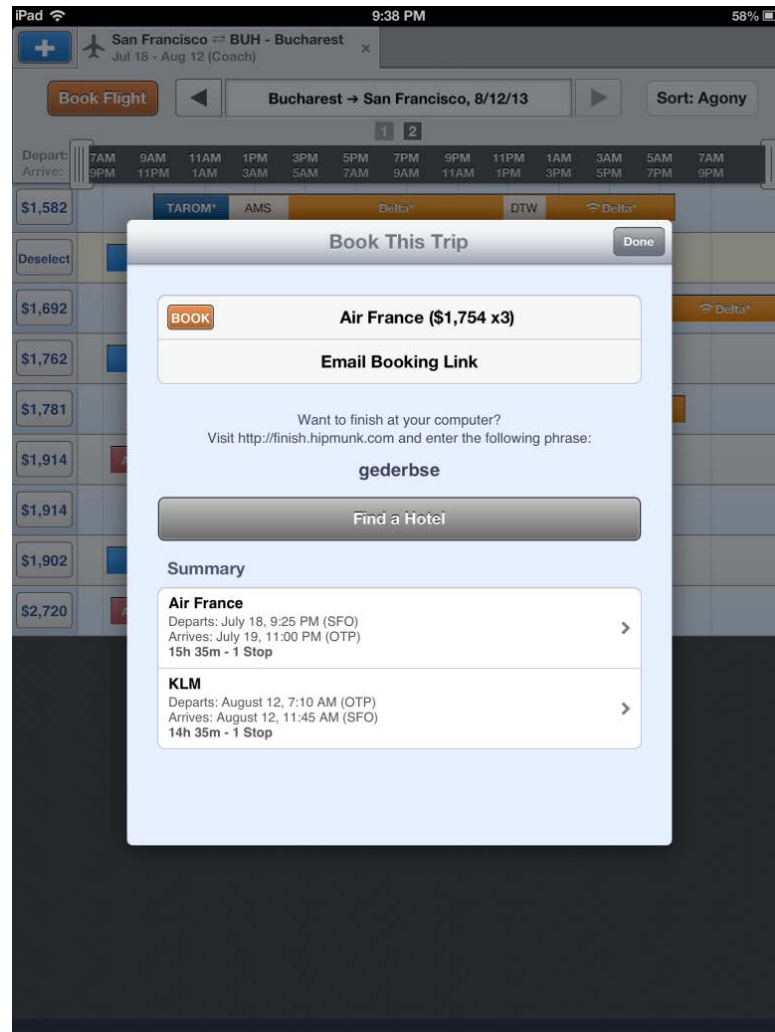 iPad 9:38 PM 58%
San Francisco ⇌ BUH - Bucharest ×
Jul 18 - Aug 12 (Coach)
Book Flight Bucharest → San Francisco, 8/12/13 Sort: Agony
1 2
Depart: 7AM 9AM 11AM 1PM 3PM 5PM 7PM 9PM 11PM 1AM 3AM 5AM 7AM
Arrive: 9PM 11PM 1AM 3AM 5AM 7AM 9AM 11AM 1PM 3PM 5PM 7PM 9PM
$1,582 TAROM* AMS Delta* DTW Delta*
Book This Trip Done
Deselect
BOOK Air France ($1,754 x3)
$1,692 Delta*
Email Booking Link
$1,762
$1,781
Want to finish at your computer?
Visit http://finish.hipmunk.com and enter the following phrase:
$1,914
gederbse
$1,914
Find a Hotel
$1,902
Summary
$2,720
Air France
Departs: July 18, 9:25 PM (SFO)
Arrives: July 19, 11:00 PM (OTP)
15h 35m - 1 Stop
KLM
Departs: August 12, 7:10 AM (OTP)
Arrives: August 12, 11:45 AM (SFO)
14h 35m - 1 Stop